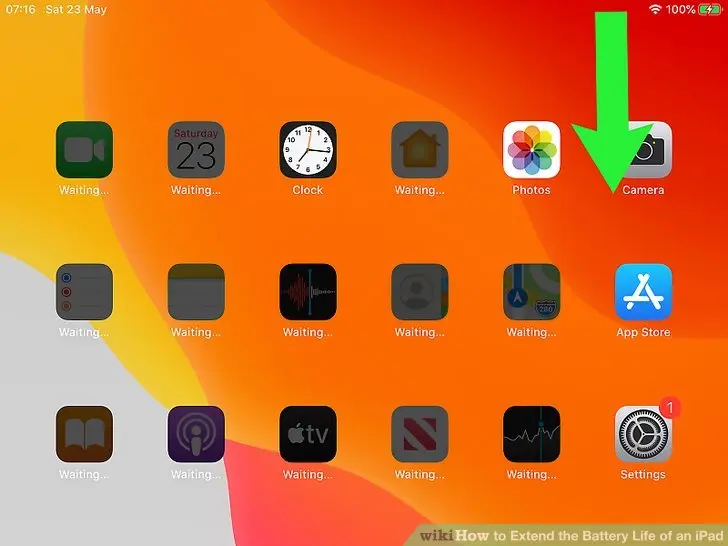 07:16 Sat 23 May
100%
Saturday
23
12
Waiting...
Waiting...
Clock
Waiting...
Photos
Camera
280
Waiting...
Waiting...
Waiting...
Waiting...
Waiting...
App Store
tv
1
Waiting...
Waiting...
Waiting...
Waiting...
Waiting...
Settings
wikiHow to Extend the Battery Life of an iPad